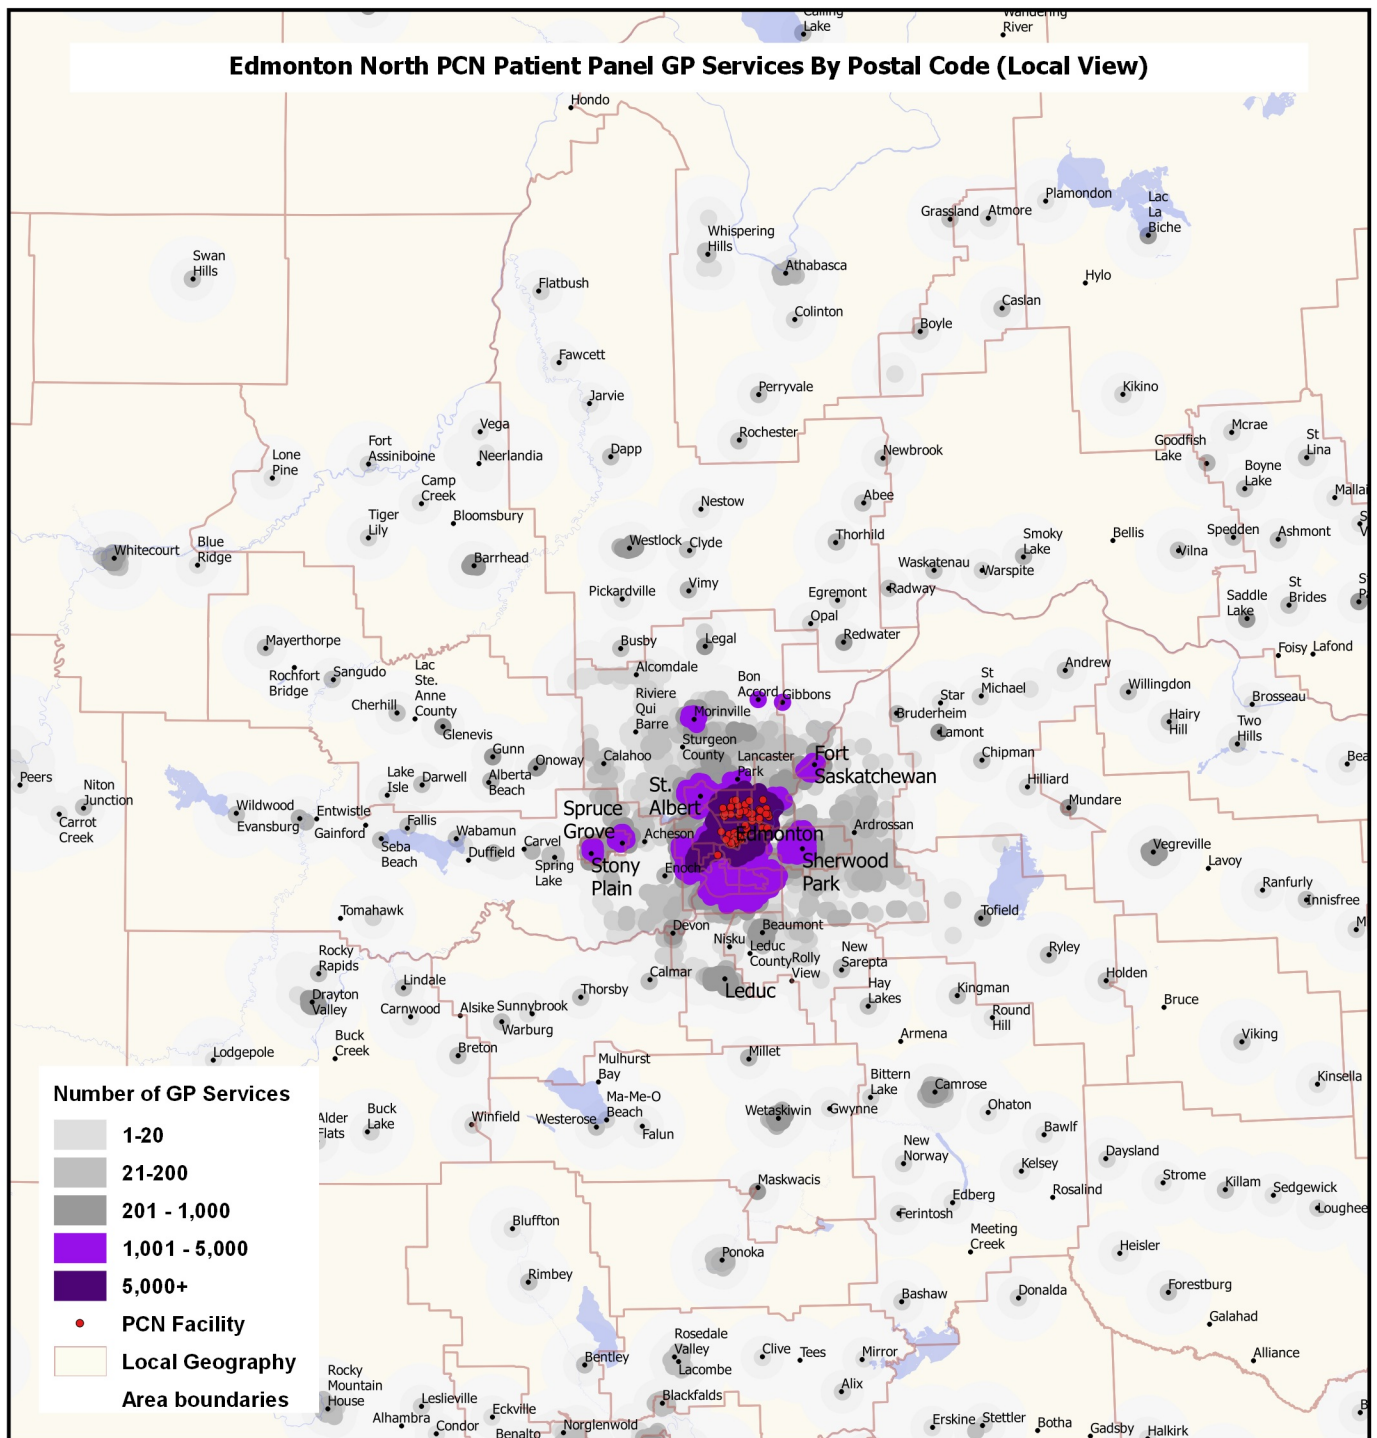 Calling
Lake
Wandering
River
Edmonton North PCN Patient Panel GP Services By Postal Code (Local View)
Hondo
Plamondon
Lac
La
Biche
Grassland
Atmore
Whispering
Hills
Athabasca
Swan
Hills
Hylo
Flatbush
Colinton
Caslan
Boyle
Fawcett
Jarvie
Perryvale
Kikino
Vega
Neerlandia
Rochester
Mcrae
St
Lina
Goodfish
Lake
Fort
Assiniboine
Lone
Pine
Dapp
Newbrook
Boyne
Lake
Camp
Creek
Nestow
Abee
Mallai
Bloomsbury
Tiger
Lily
Whitecourt
Blue
Ridge
Barrhead
Westlock
Clyde
Thorhild
Smoky
Lake
Bellis
Spedden
Ashmont
S
V
Vilna
Waskatenau
Warspite
Radway
Pickardville
Vimy
Egremont
Opal
Redwater
Saddle
Lake
St
Brides
S
P
Mayerthorpe
Rochfort
Bridge
Sangudo
Lac
Ste.
Anne
County
Cherhill
Glenevis
Busby
Legal
Alcomdale
Bon
Accord
Gibbons
Riviere
Qui
Barre
Morinville
Sturgeon
County
Foisy
Lafond
Andrew
St
Michael
Star
Bruderheim
Lamont
Willingdon
Brosseau
Hairy
Hill
Two
Hills
Gunn
Onoway
Calahoo
Lancaster
Park
Fort
Saskatchewan
Chipman
Bea
Peers
Niton
Junction
Carrot
Creek
Lake
Isle
Darwell
Alberta
Beach
St.
Albert
Hilliard
Mundare
Wildwood
Evansburg
Entwistle
Gainford
Fallis
Seba
Beach
Wabamun
Duffield
Carvel
Spring
Lake
Spruce
Grove
Acheson
Edmonton
Ardrossan
Stony
Plain
Enoch
Sherwood
Park
Vegreville
Lavoy
Ranfurly
Innisfree
M
Tomahawk
Devon
Nisku
Beaumont
Leduc
County
Rolly
View
New
Sarepta
Tofield
Ryley
Holden
Rocky
Rapids
Drayton
Valley
Lindale
Carnwood
Alsike
Sunnybrook
Warburg
Thorsby
Calmar
Leduc
Hay
Lakes
Kingman
Round
Hill
Bruce
Buck
Creek
Lodgepole
Breton
Armena
Viking
Millet
Mulhurst
Bay
Ma-Me-O
Beach
Westerose
Falun
Wetaskiwin
Gwynne
Bittern
Lake
Camrose
Ohaton
Bawlf
Kinsella
Alder
Flats
Buck
Lake
Winfield
New
Norway
Kelsey
Daysland
Strome
Killam
Sedgewick
Loughee
Maskwacis
Rosalind
Edberg
Ferintosh
Meeting
Creek
Bluffton
Heisler
Ponoka
Rimbey
Bashaw
Donalda
Forestburg
Galahad
Alliance
Rosedale
Valley
Lacombe
Bentley
Clive
Tees
Mirror
Alix
Rocky
Mountain
House
Leslieville
Alhambra
Condor
Eckville
Benalto
Blackfalds
Norglenwold
Erskine
Stettler
Botha
Gadsby
Halkirk
B
Number of GP Services
1-20
21-200
201 - 1,000
1,001 - 5,000
5,000+
PCN Facility
Local Geography
Area boundaries